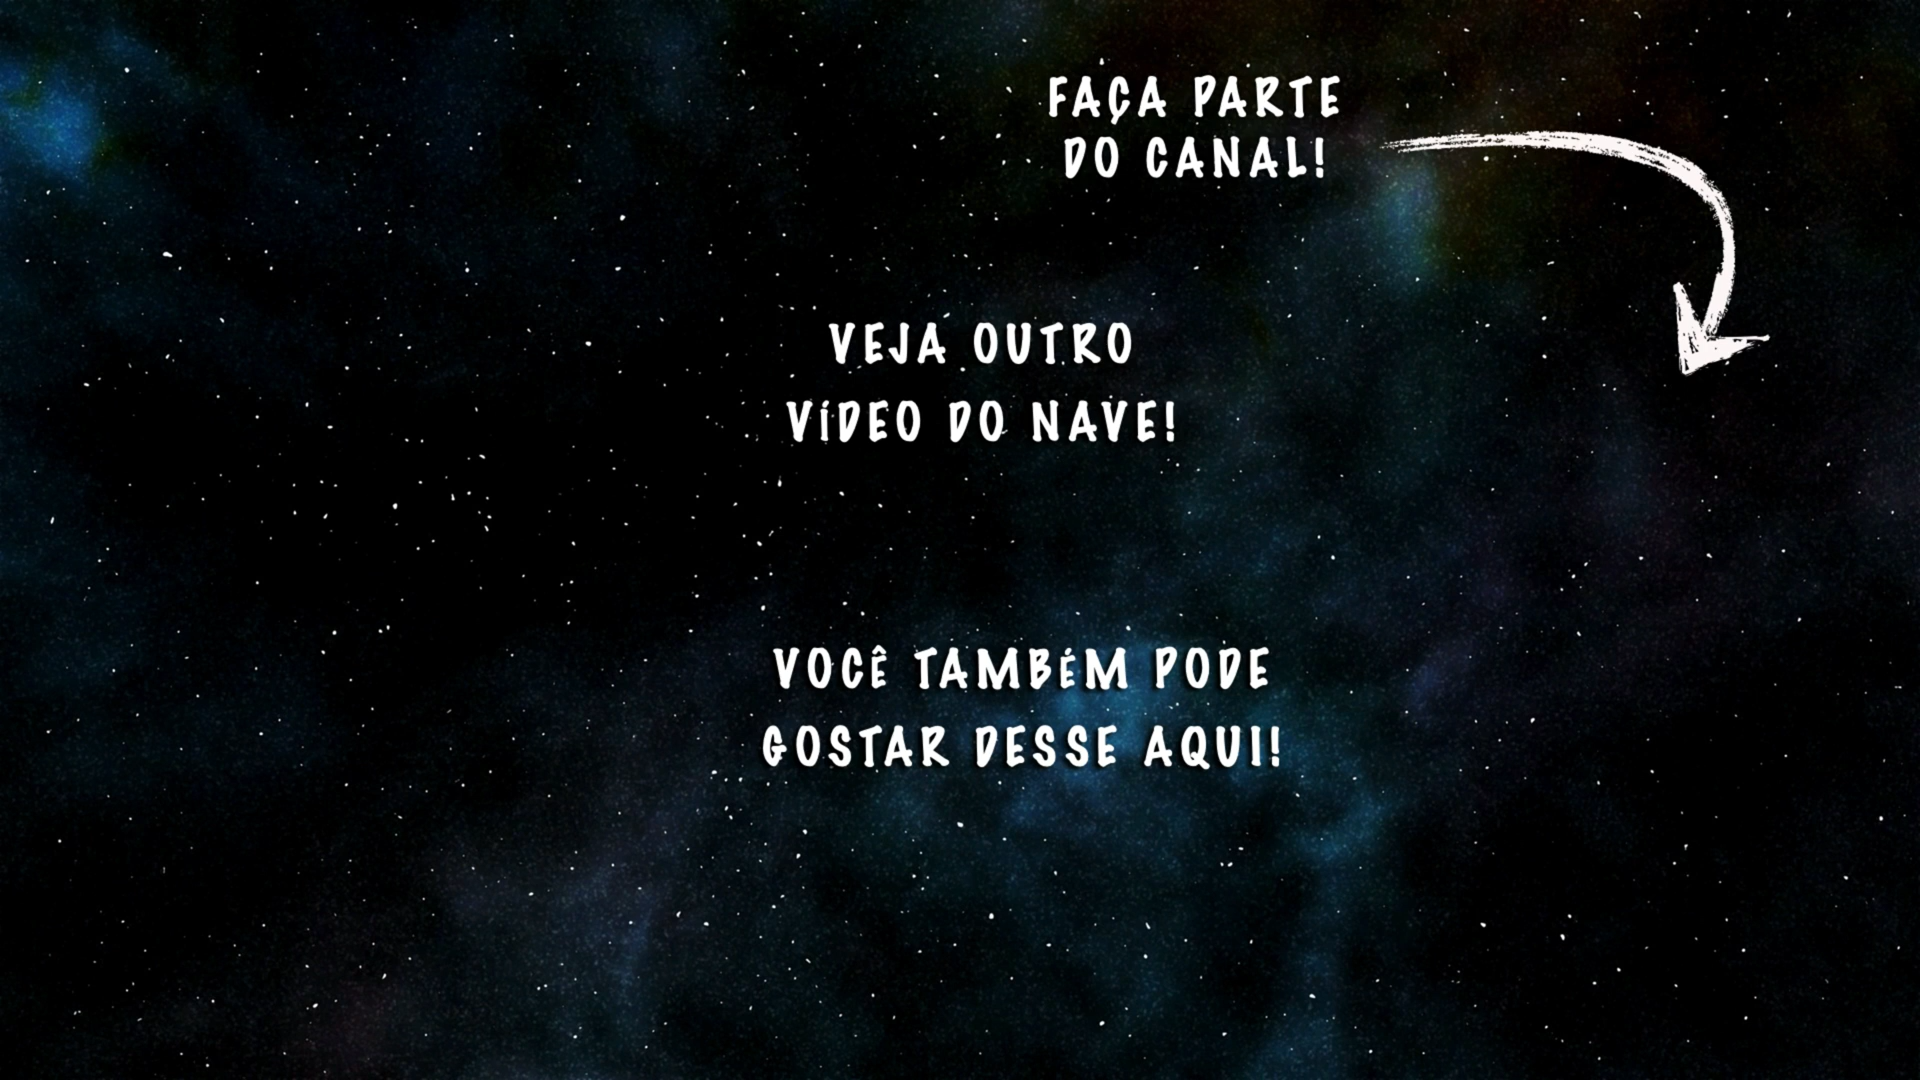 FAÇA PARTE
DO CANAL!
VEJA OUTRO
VÍDEO DO NAVE!
VOCÊ TAMBÉM PODE
GOSTAR DESSE AQUI!